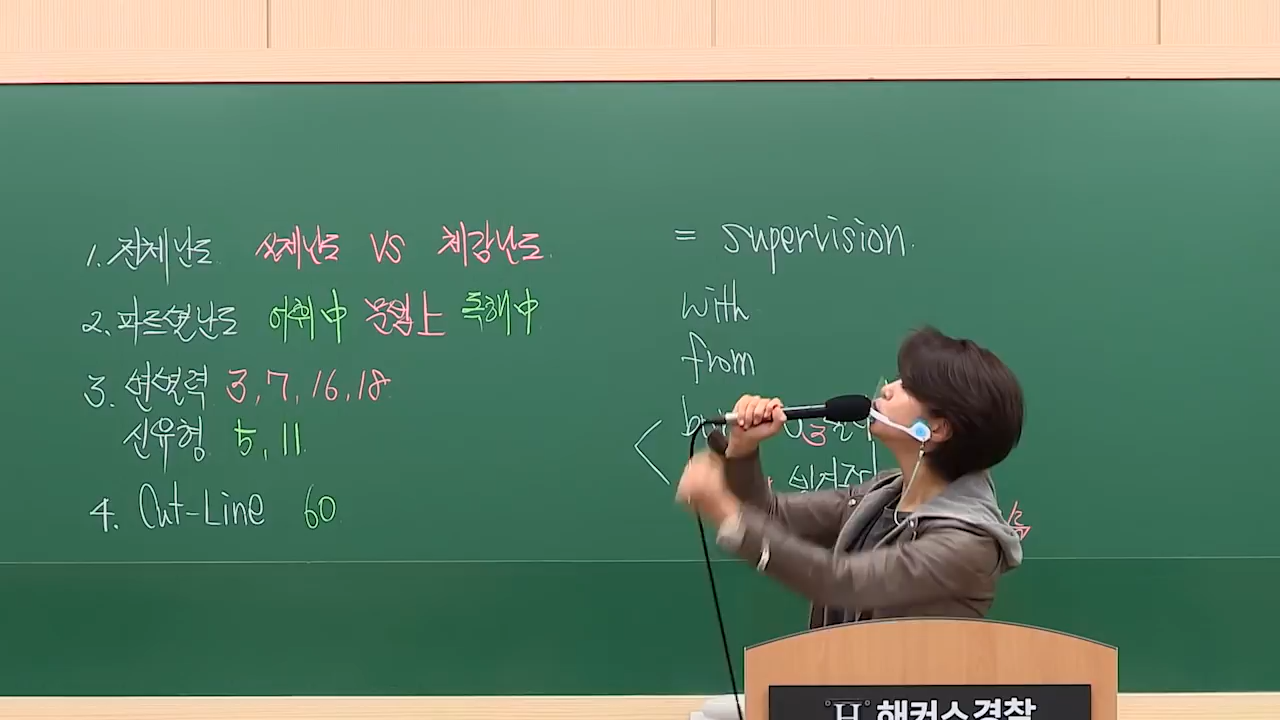 1. 전체난도 실제난도 VS 체감난도
2. 파트별난도 어휘中 문법上 독해中
3. 변별력 3, 7, 16, 18
신유형 5, 11
4. Cut-Line 60
= supervision
with
from
해커스경찰